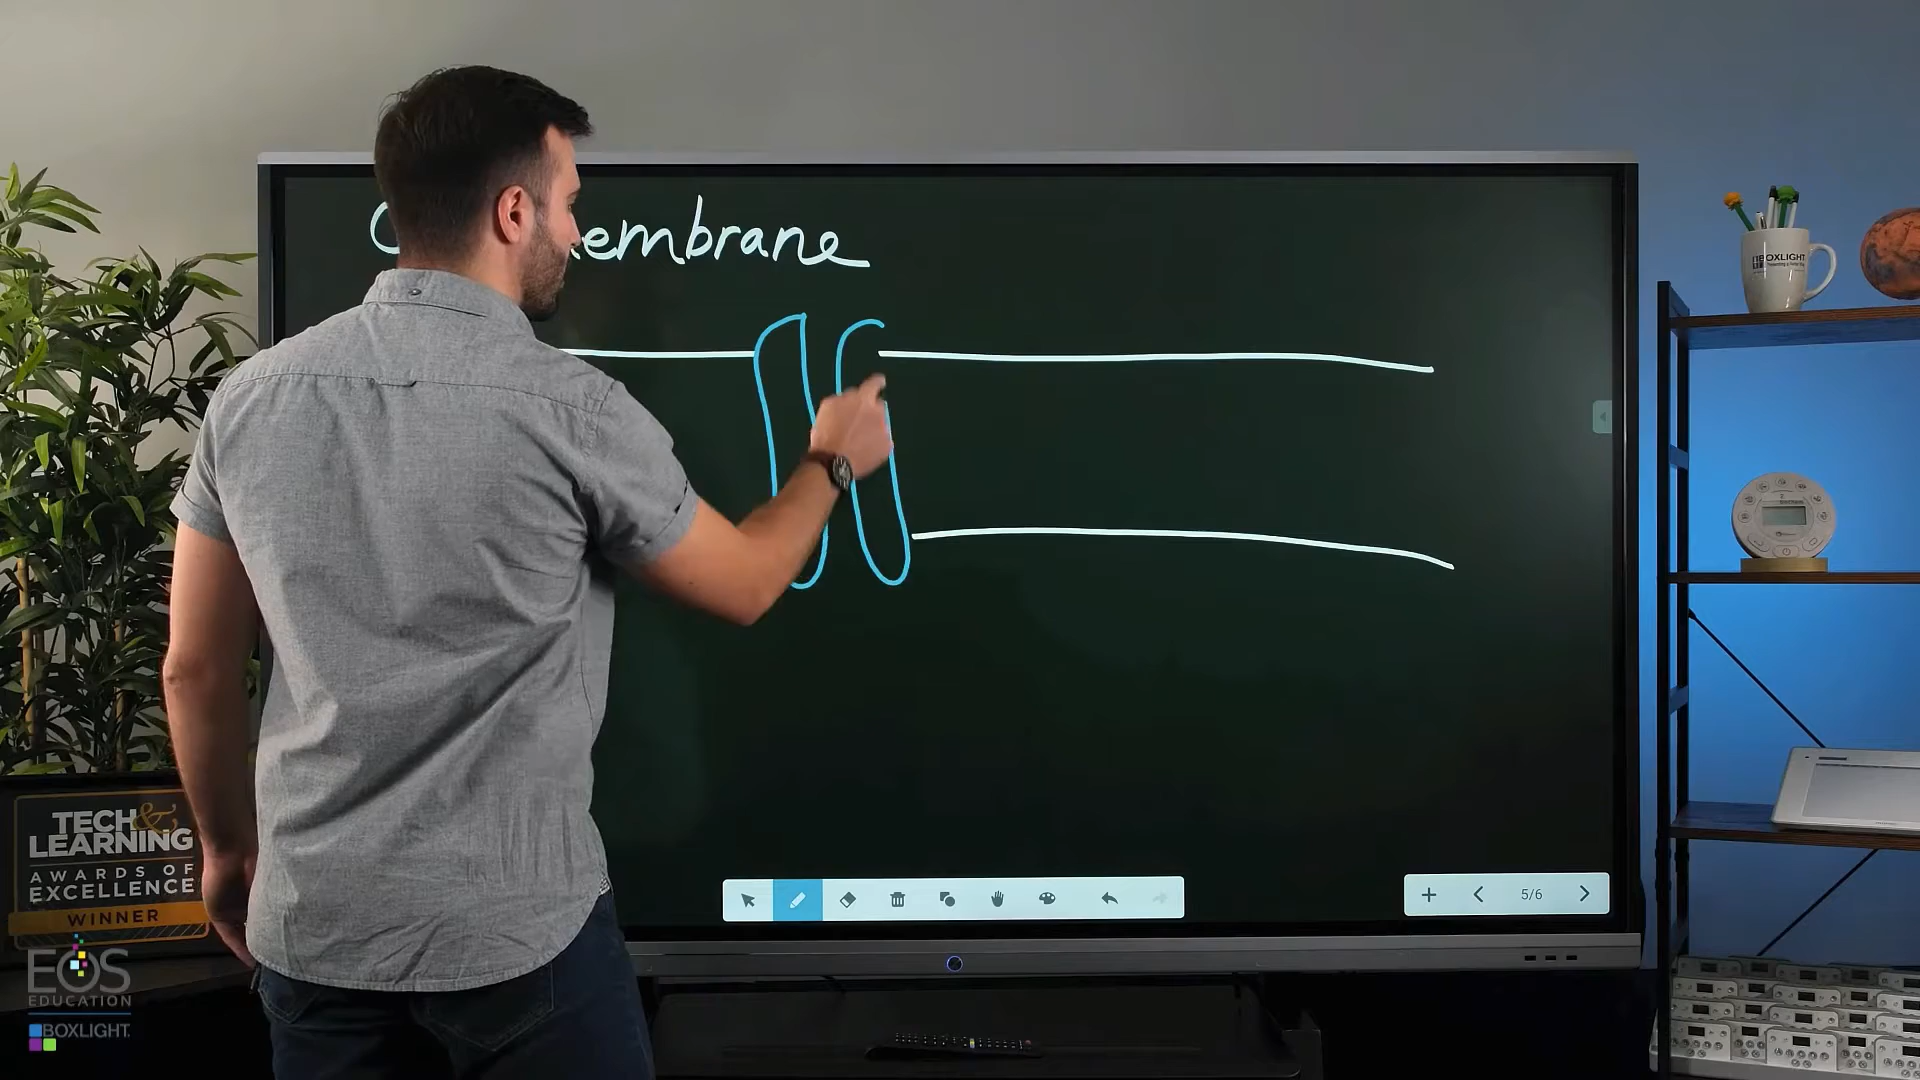 embrane
BOXLIGHT
TECH &
LEARNING
AWARDS OF
EXCELLENCE
WINNER
5/6
EOS
EDUCATION
BOXLIGHT